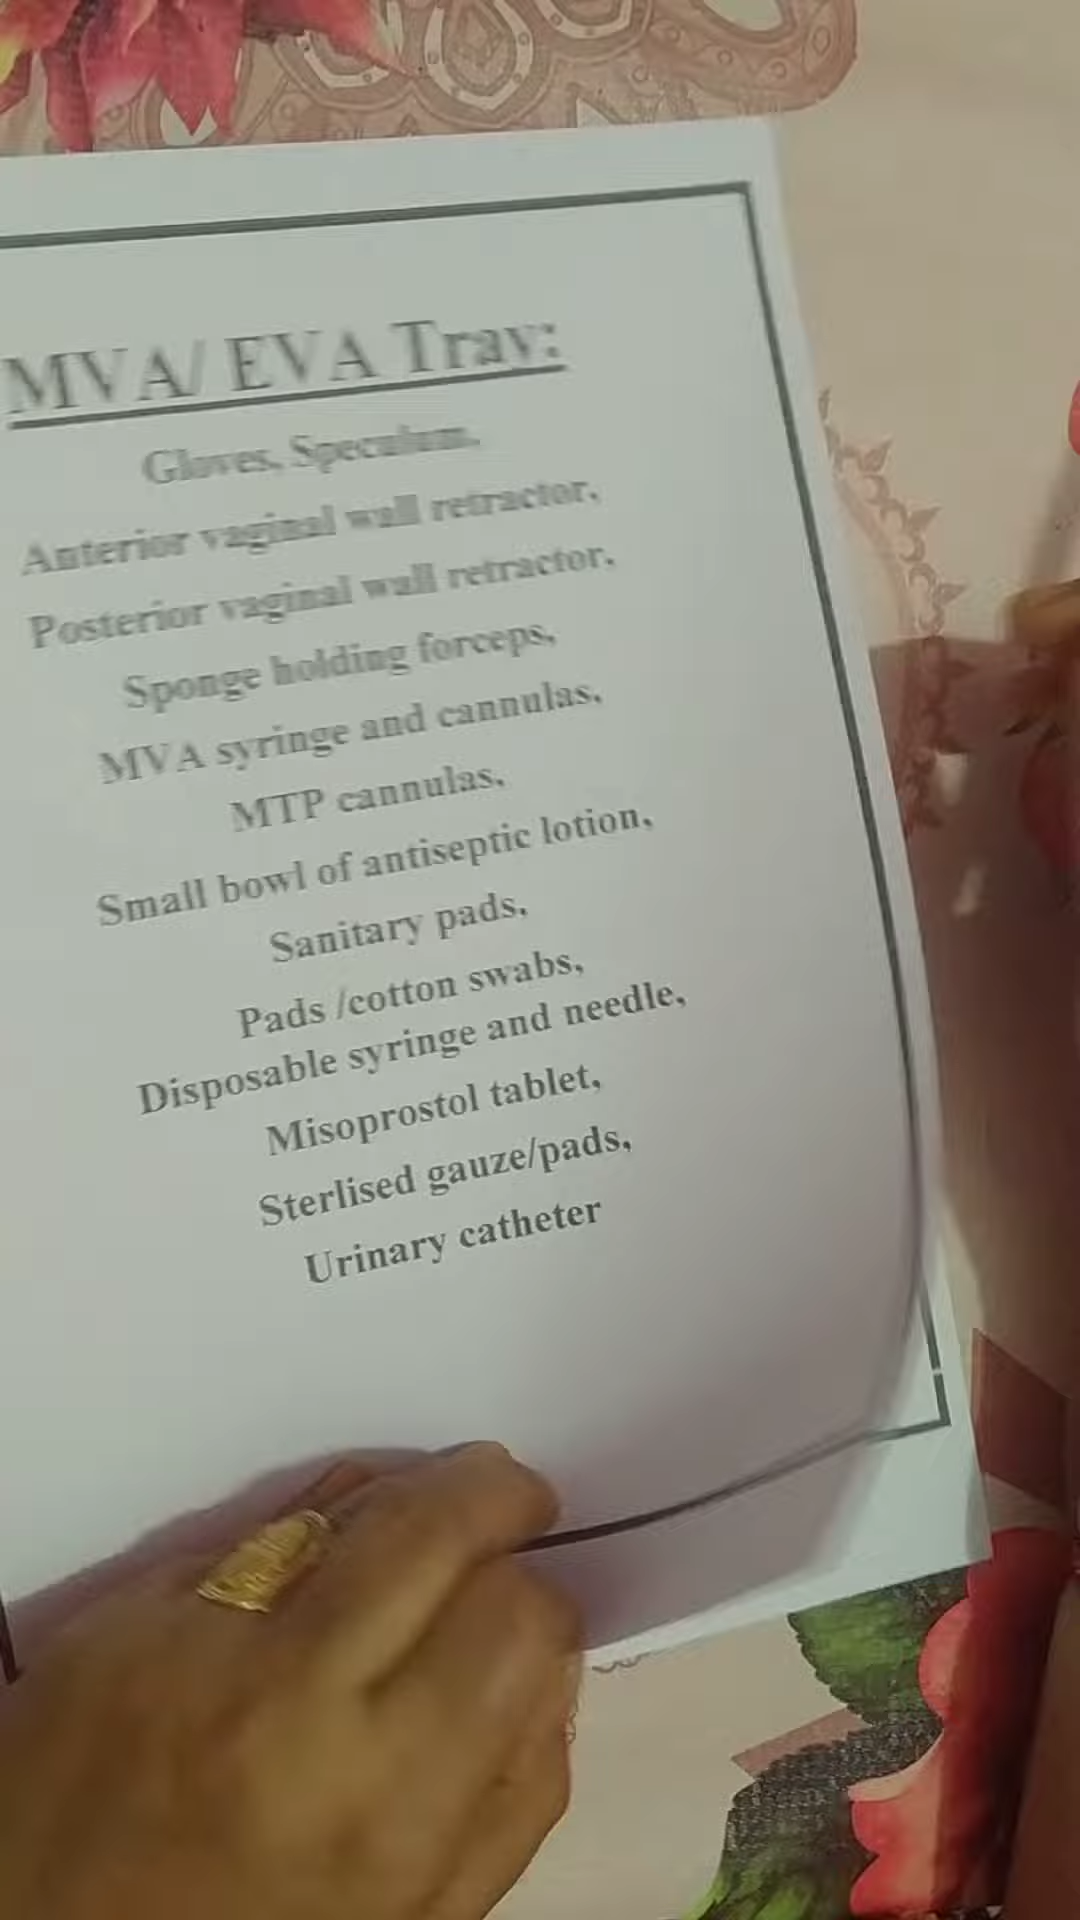 MVA/ EVA Tray:
Gloves, Speculum,
Anterior vaginal wall retractor,
Posterior vaginal wall retractor,
Sponge holding forceps,
MVA syringe and cannulas,
MTP cannulas,
Small bowl of antiseptic lotion,
Sanitary pads,
Pads /cotton swabs,
Disposable syringe and needle,
Misoprostol tablet,
Sterlised gauze/pads,
Urinary catheter